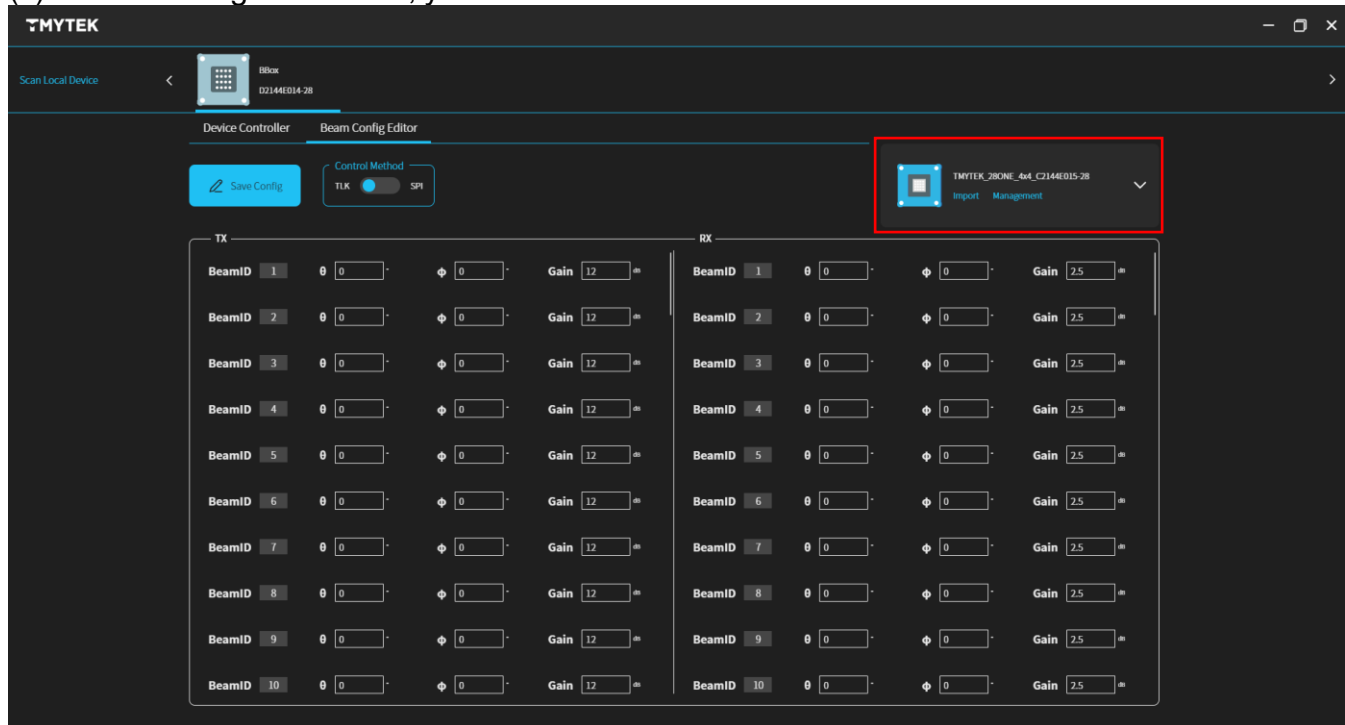 TMYTEK
Scan Local Device
BBox
D2144E014-28
Device Controller Beam Config Editor
Save Config
Control Method
TLK SPI
TMYTEK_28ONE_4x4_C2144E015-28
Import Management
TX RX
BeamID 1 θ 0 ° ϕ 0 ° Gain 12 dB BeamID 1 θ 0 ° ϕ 0 ° Gain 2.5 dB
BeamID 2 θ 0 ° ϕ 0 ° Gain 12 dB BeamID 2 θ 0 ° ϕ 0 ° Gain 2.5 dB
BeamID 3 θ 0 ° ϕ 0 ° Gain 12 dB BeamID 3 θ 0 ° ϕ 0 ° Gain 2.5 dB
BeamID 4 θ 0 ° ϕ 0 ° Gain 12 dB BeamID 4 θ 0 ° ϕ 0 ° Gain 2.5 dB
BeamID 5 θ 0 ° ϕ 0 ° Gain 12 dB BeamID 5 θ 0 ° ϕ 0 ° Gain 2.5 dB
BeamID 6 θ 0 ° ϕ 0 ° Gain 12 dB BeamID 6 θ 0 ° ϕ 0 ° Gain 2.5 dB
BeamID 7 θ 0 ° ϕ 0 ° Gain 12 dB BeamID 7 θ 0 ° ϕ 0 ° Gain 2.5 dB
BeamID 8 θ 0 ° ϕ 0 ° Gain 12 dB BeamID 8 θ 0 ° ϕ 0 ° Gain 2.5 dB
BeamID 9 θ 0 ° ϕ 0 ° Gain 12 dB BeamID 9 θ 0 ° ϕ 0 ° Gain 2.5 dB
BeamID 10 θ 0 ° ϕ 0 ° Gain 12 dB BeamID 10 θ 0 ° ϕ 0 ° Gain 2.5 dB